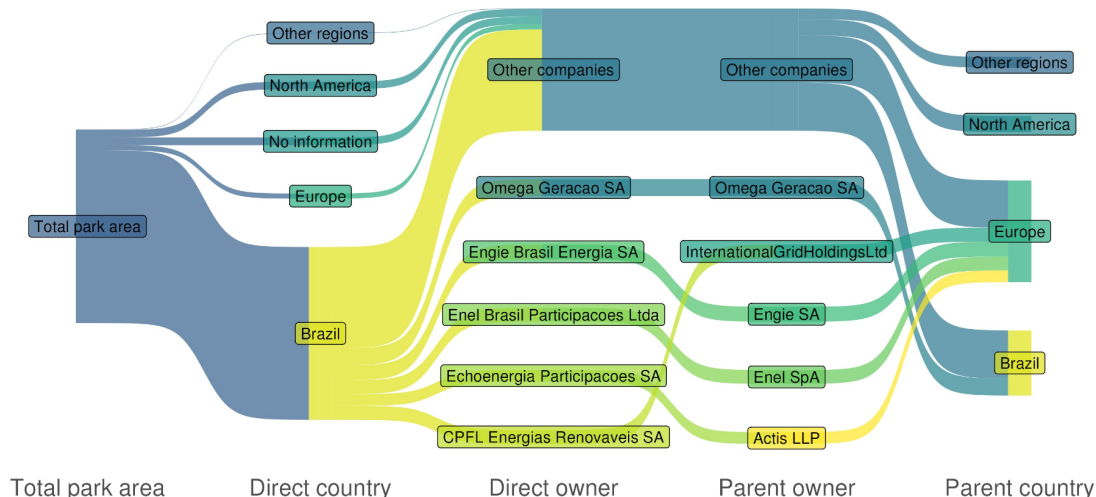 Other regions
North America
No information
Europe
Total park area
Brazil
Other companies
Omega Geracao SA
Engie Brasil Energia SA
Enel Brasil Participacoes Ltda
Echoenergia Participacoes SA
CPFL Energias Renovaveis SA
Other companies
Omega Geracao SA
InternationalGridHoldingsLtd
Engie SA
Enel SpA
Actis LLP
Other regions
North America
Europe
Brazil
Total park area
Direct country
Direct owner
Parent owner
Parent country